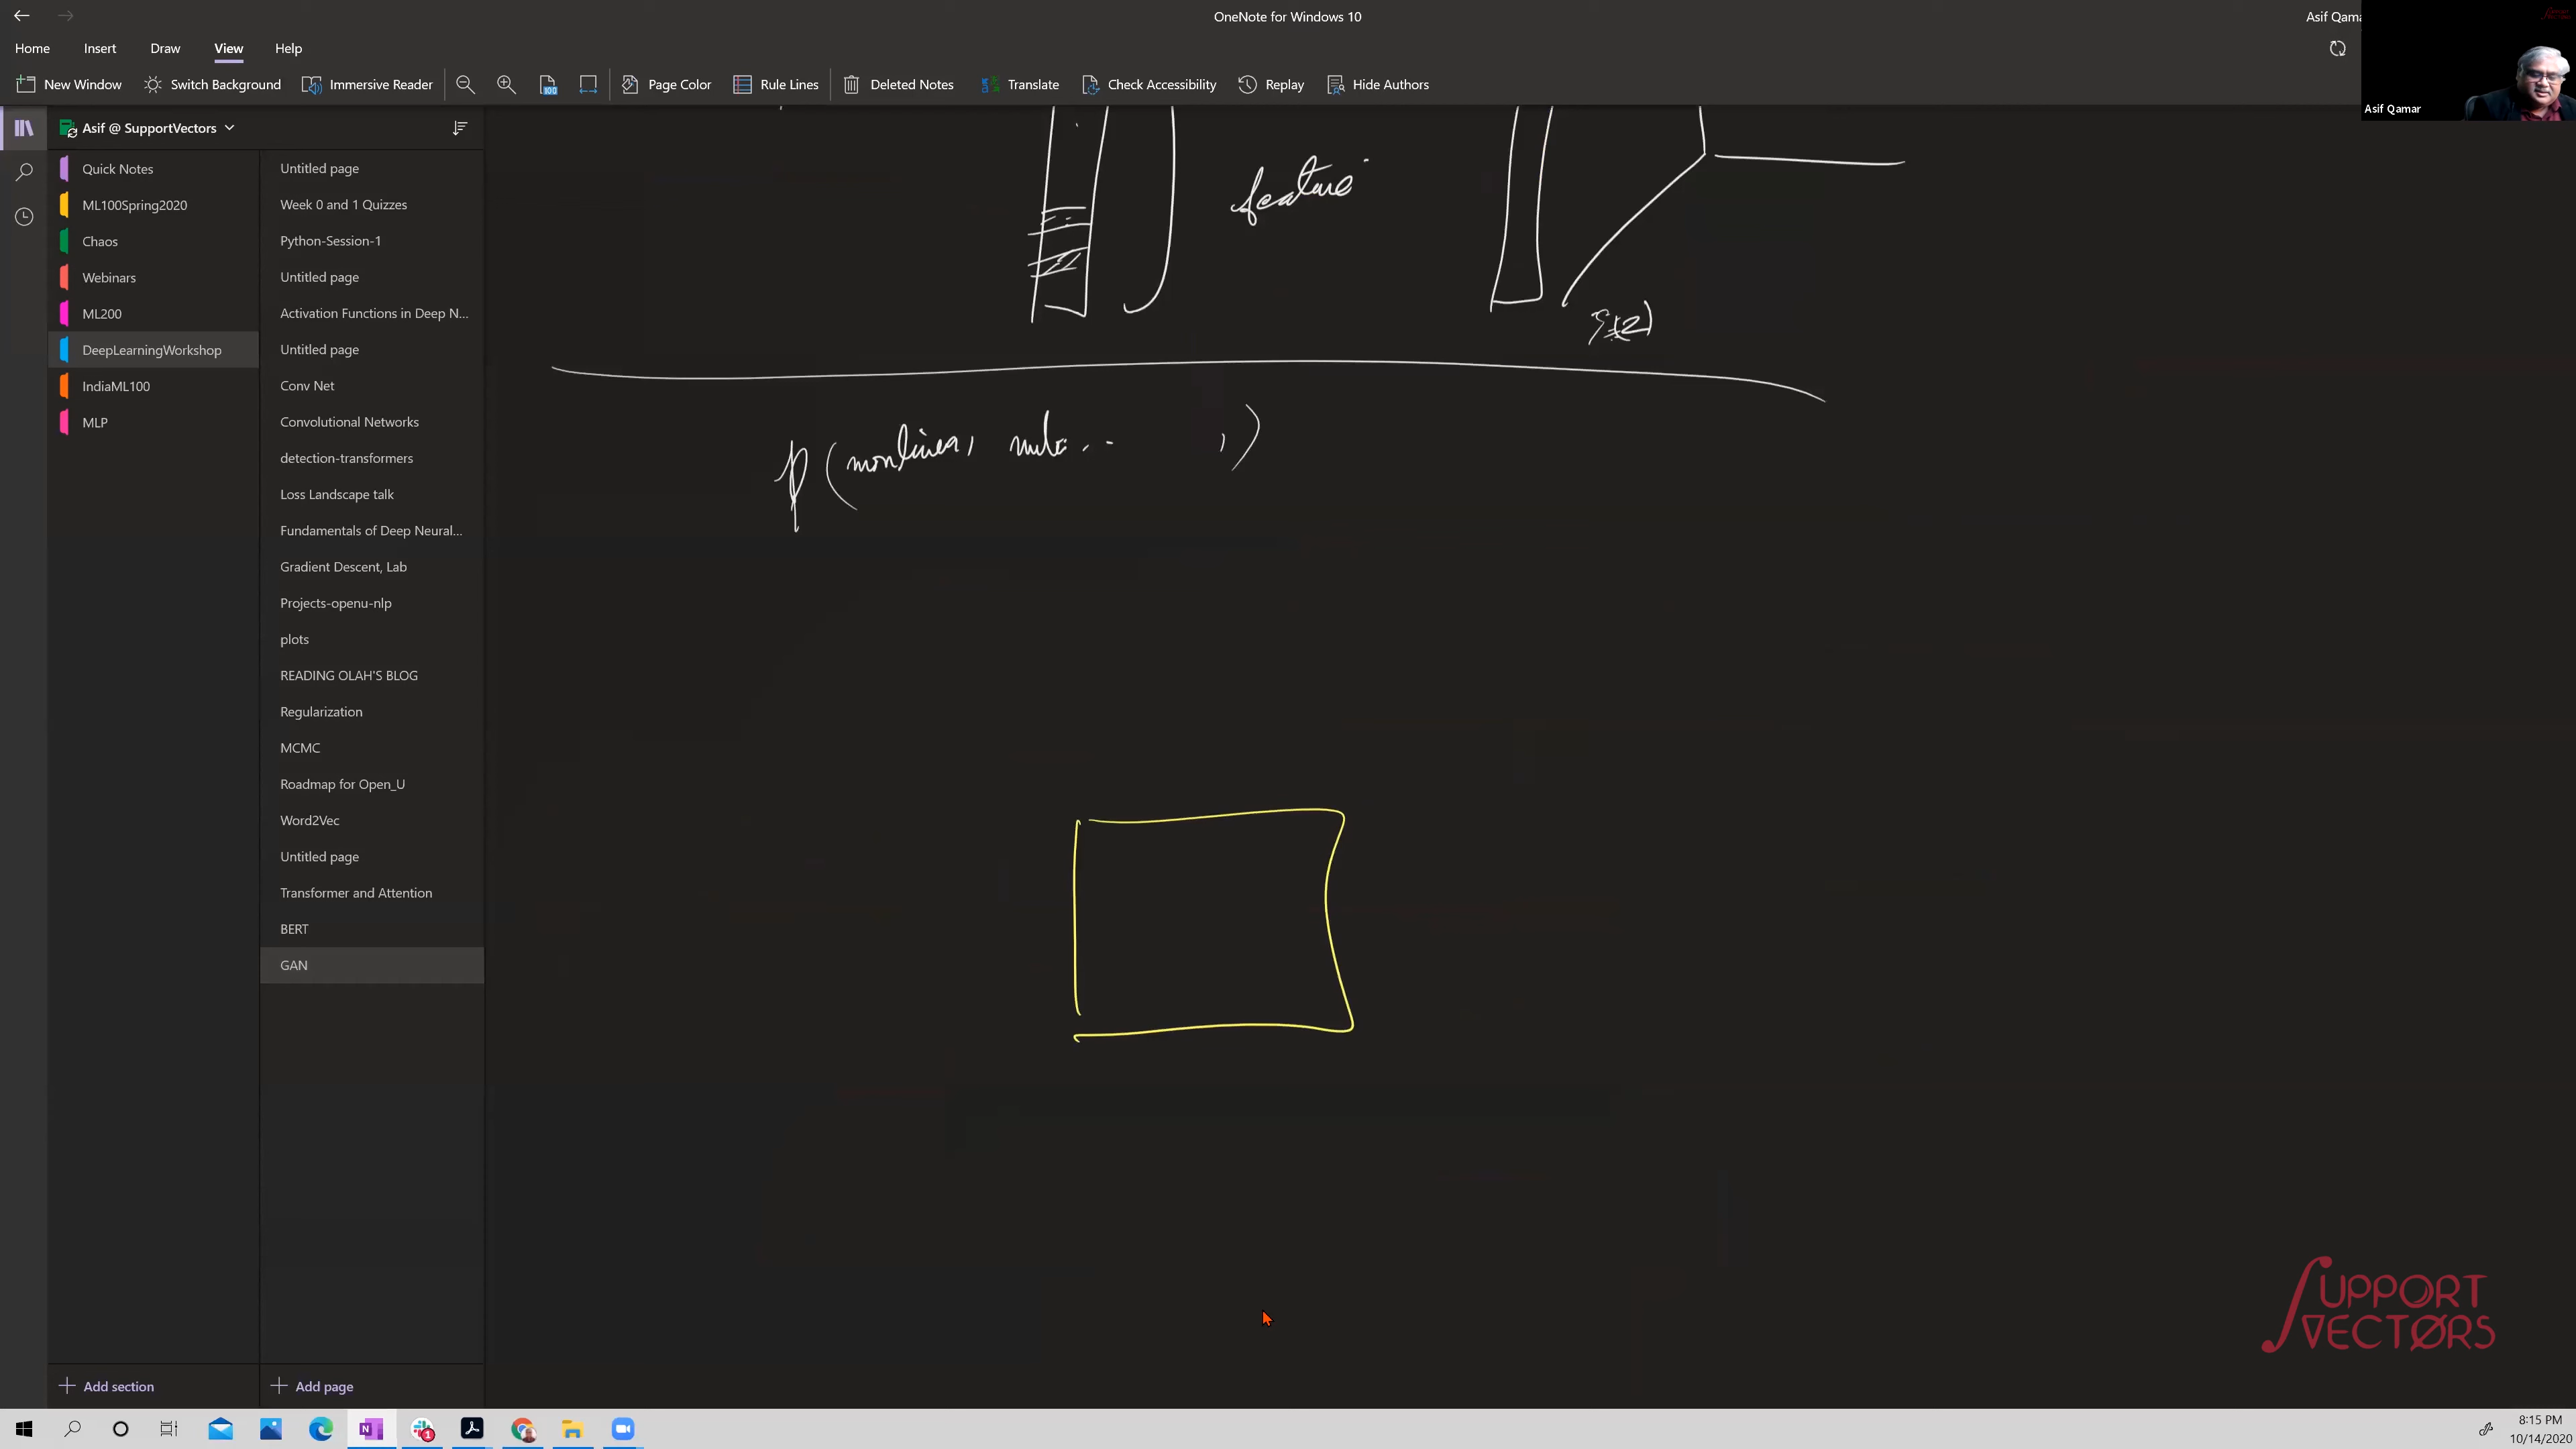 OneNote for Windows 10
Asif Qama
Home Insert Draw View Help
New Window Switch Background Immersive Reader 100 Page Color Rule Lines Deleted Notes Translate Check Accessibility Replay Hide Authors
Asif Qamar
Asif @ SupportVectors
Quick Notes
ML100Spring2020
Chaos
Webinars
ML200
DeepLearningWorkshop
IndiaML100
MLP
Untitled page
Week 0 and 1 Quizzes
Python-Session-1
Untitled page
Activation Functions in Deep N...
Untitled page
Conv Net
Convolutional Networks
detection-transformers
Loss Landscape talk
Fundamentals of Deep Neural...
Gradient Descent, Lab
Projects-openu-nlp
plots
READING OLAH'S BLOG
Regularization
MCMC
Roadmap for Open_U
Word2Vec
Untitled page
Transformer and Attention
BERT
GAN
feature
(z)
p(nonlinear, , )
SUPPORT
VECTORS
Add section
Add page
1
8:15 PM
10/14/2020